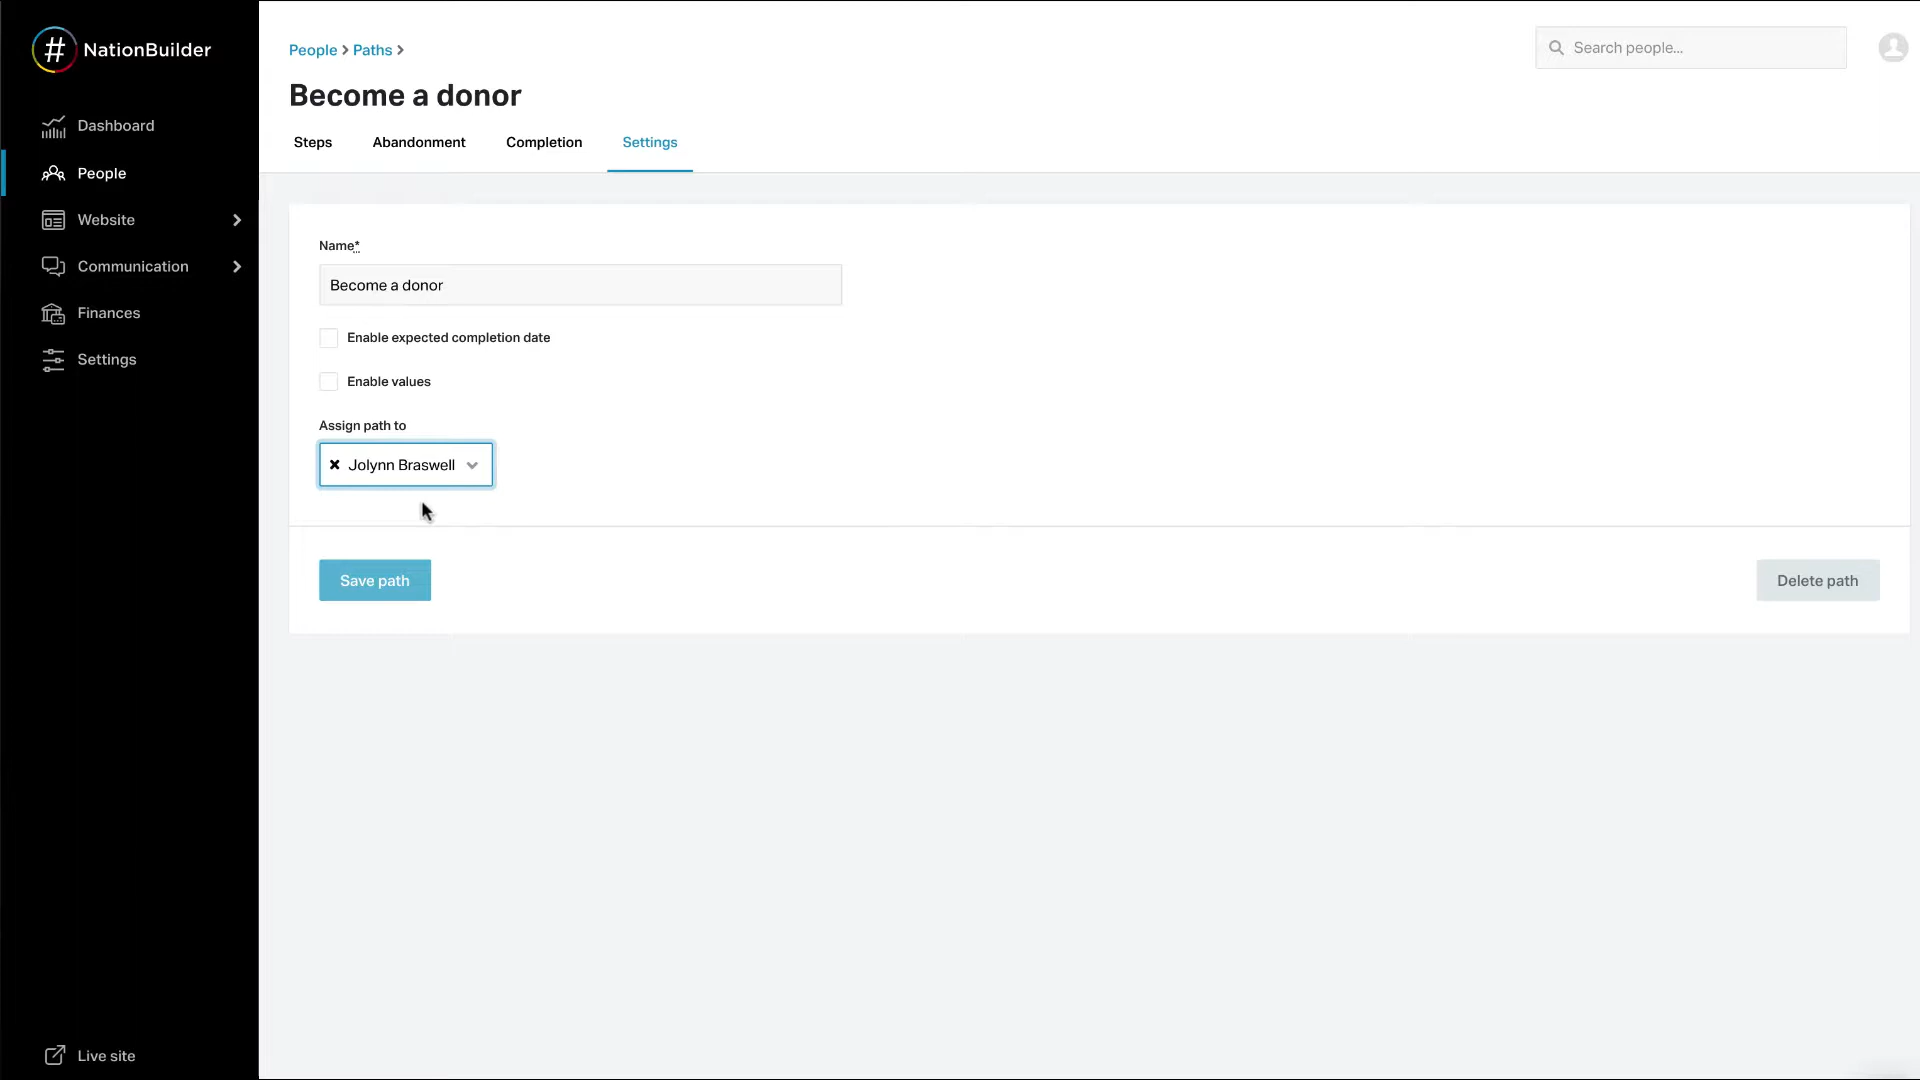 # NationBuilder
Dashboard
People
Website
Communication
Finances
Settings
Live site
People > Paths >
Search people...
Become a donor
Steps Abandonment Completion Settings
Name*
Become a donor
Enable expected completion date
Enable values
Assign path to
× Jolynn Braswell
Save path
Delete path